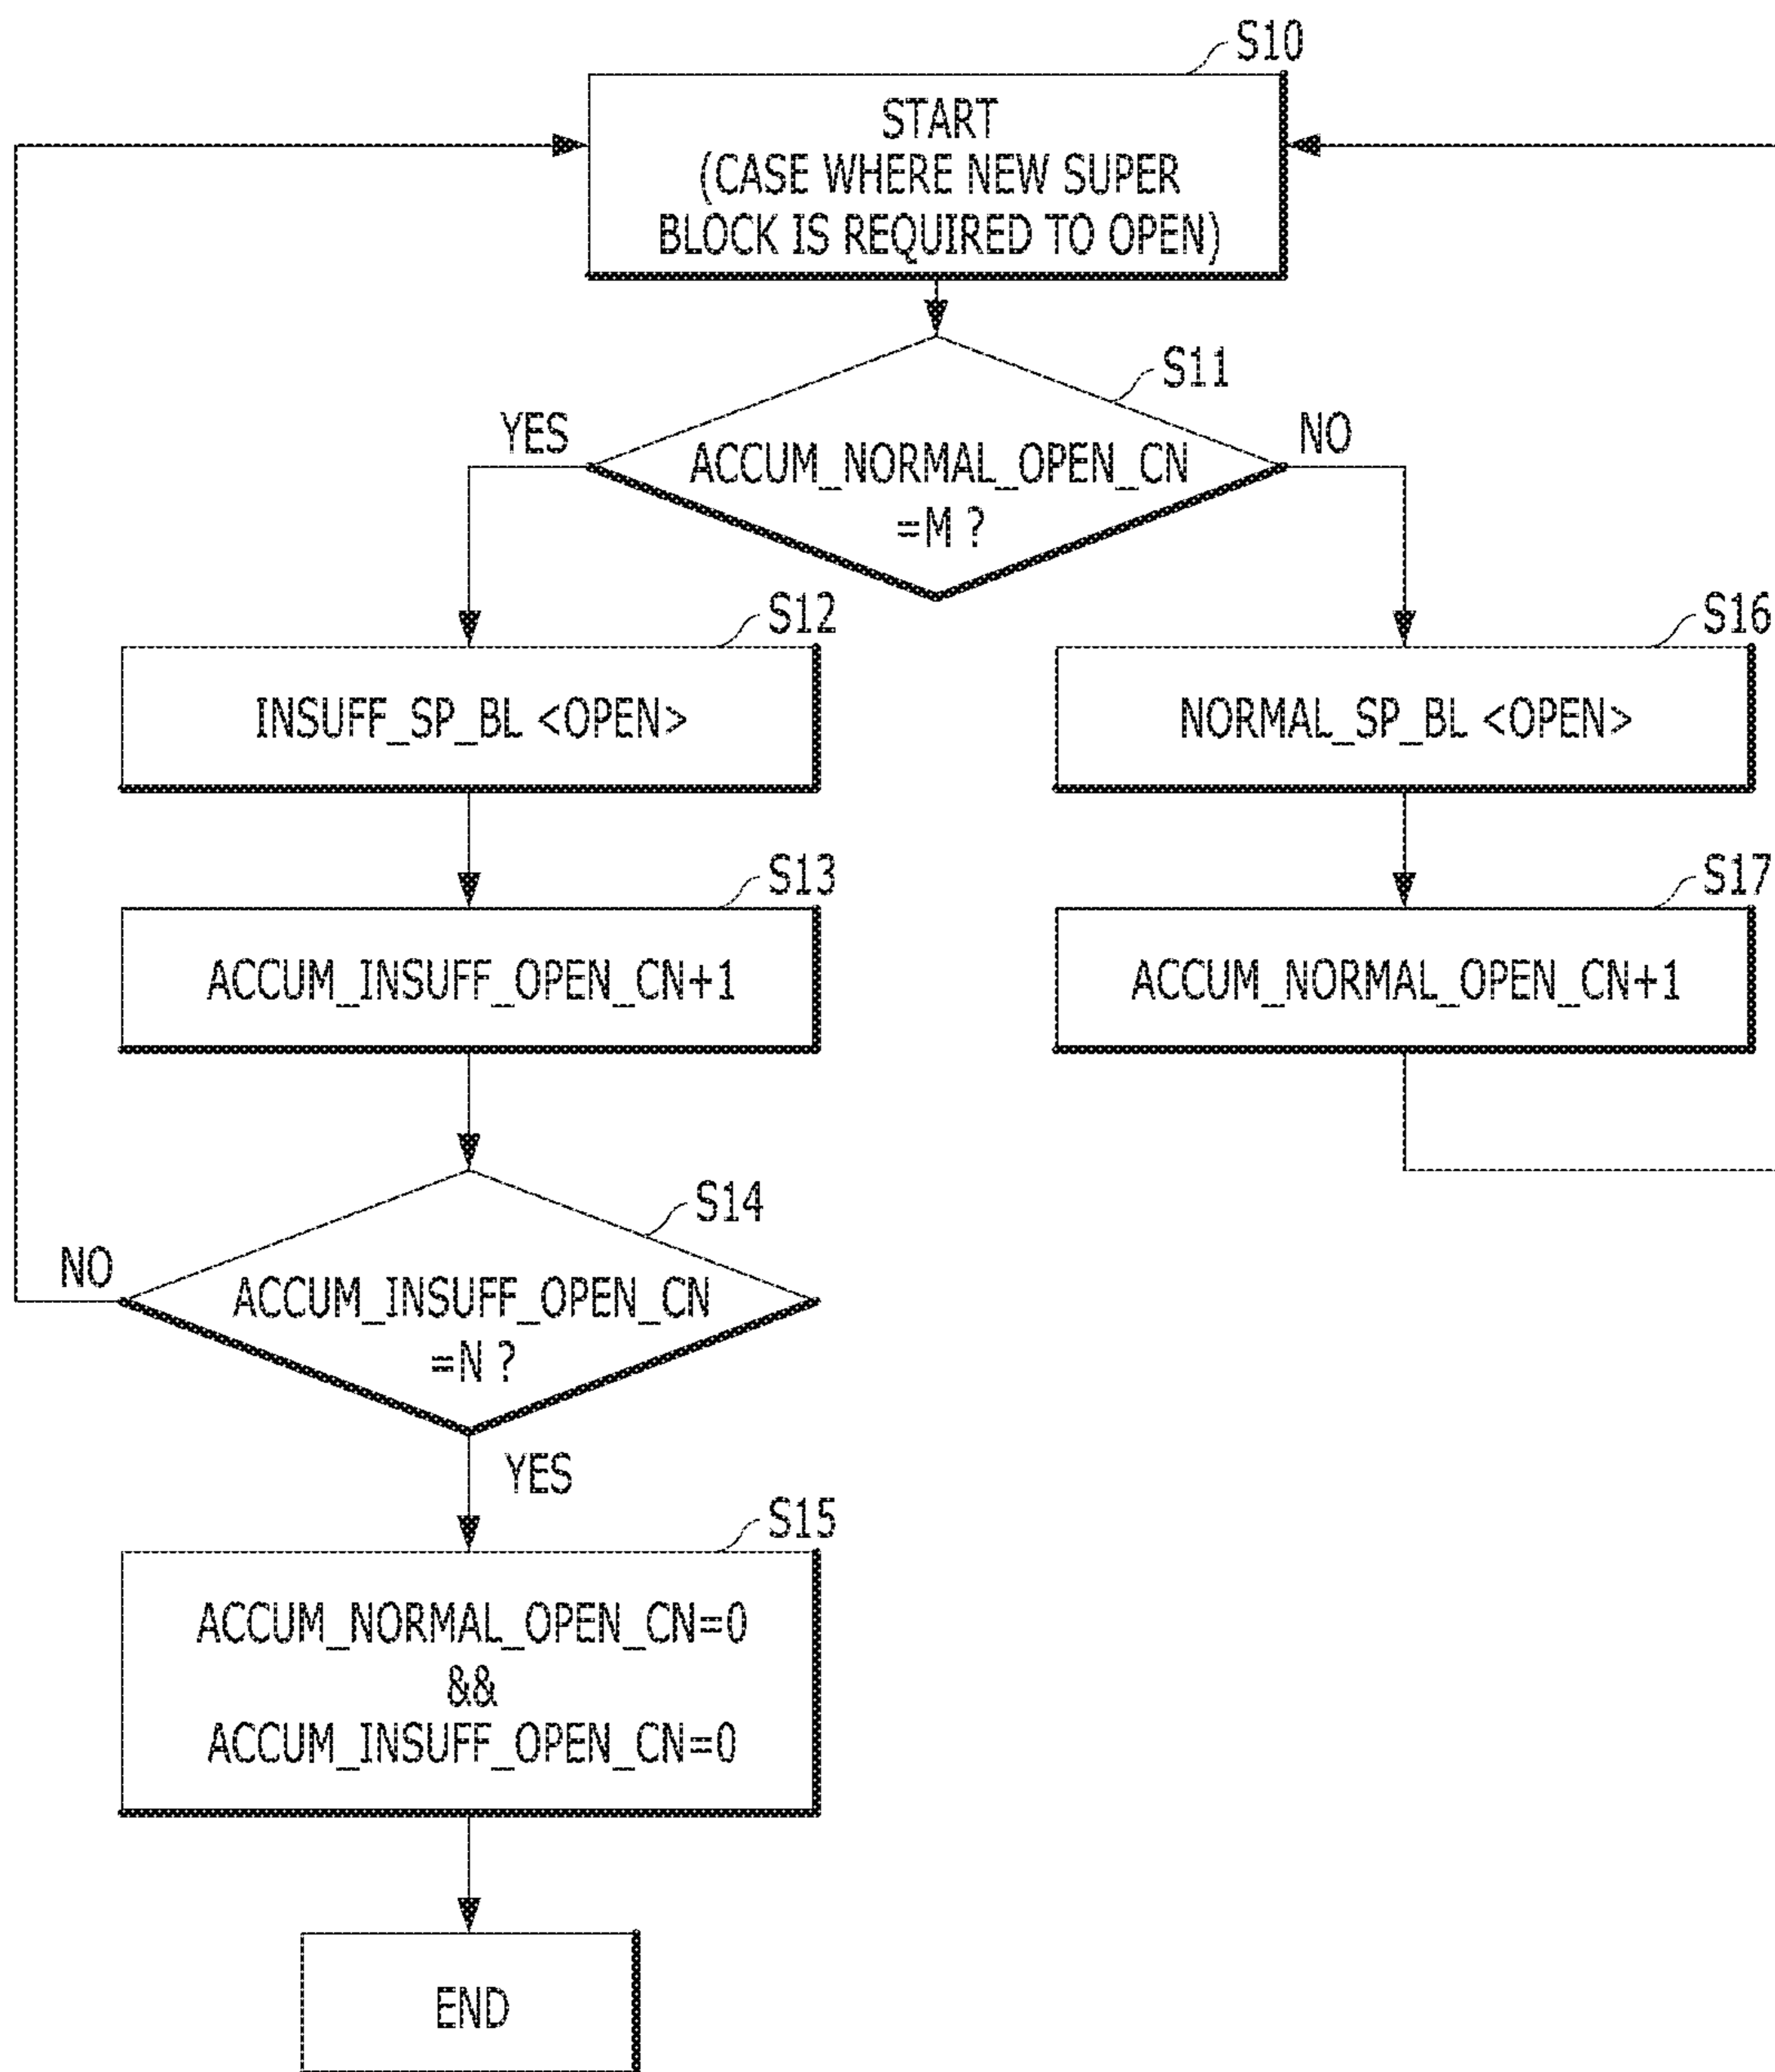 S10
START
(CASE WHERE NEW SUPER
BLOCK IS REQUIRED TO OPEN)
S11
YES
NO
ACCUM_NORMAL_OPEN_CN
=M ?
S12
S16
INSUFF_SP_BL <OPEN>
NORMAL_SP_BL <OPEN>
S13
S17
ACCUM_INSUFF_OPEN_CN+1
ACCUM_NORMAL_OPEN_CN+1
S14
NO
ACCUM_INSUFF_OPEN_CN
=N ?
YES
S15
ACCUM_NORMAL_OPEN_CN=0
&&
ACCUM_INSUFF_OPEN_CN=0
END